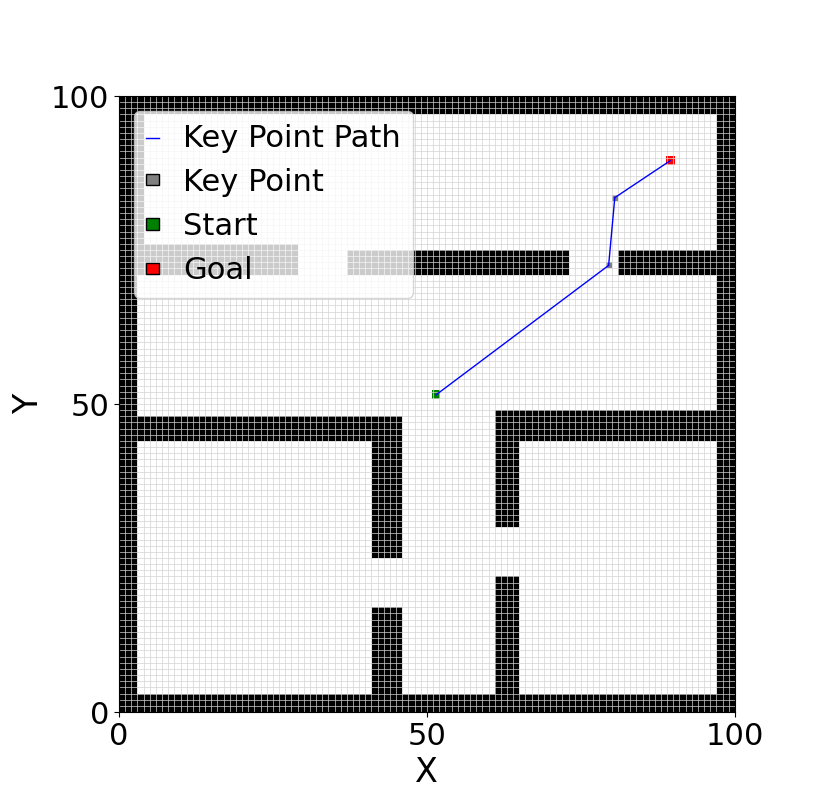 100
Key Point Path
Key Point
Start
Goal
Y
50
0
0 50 100
X